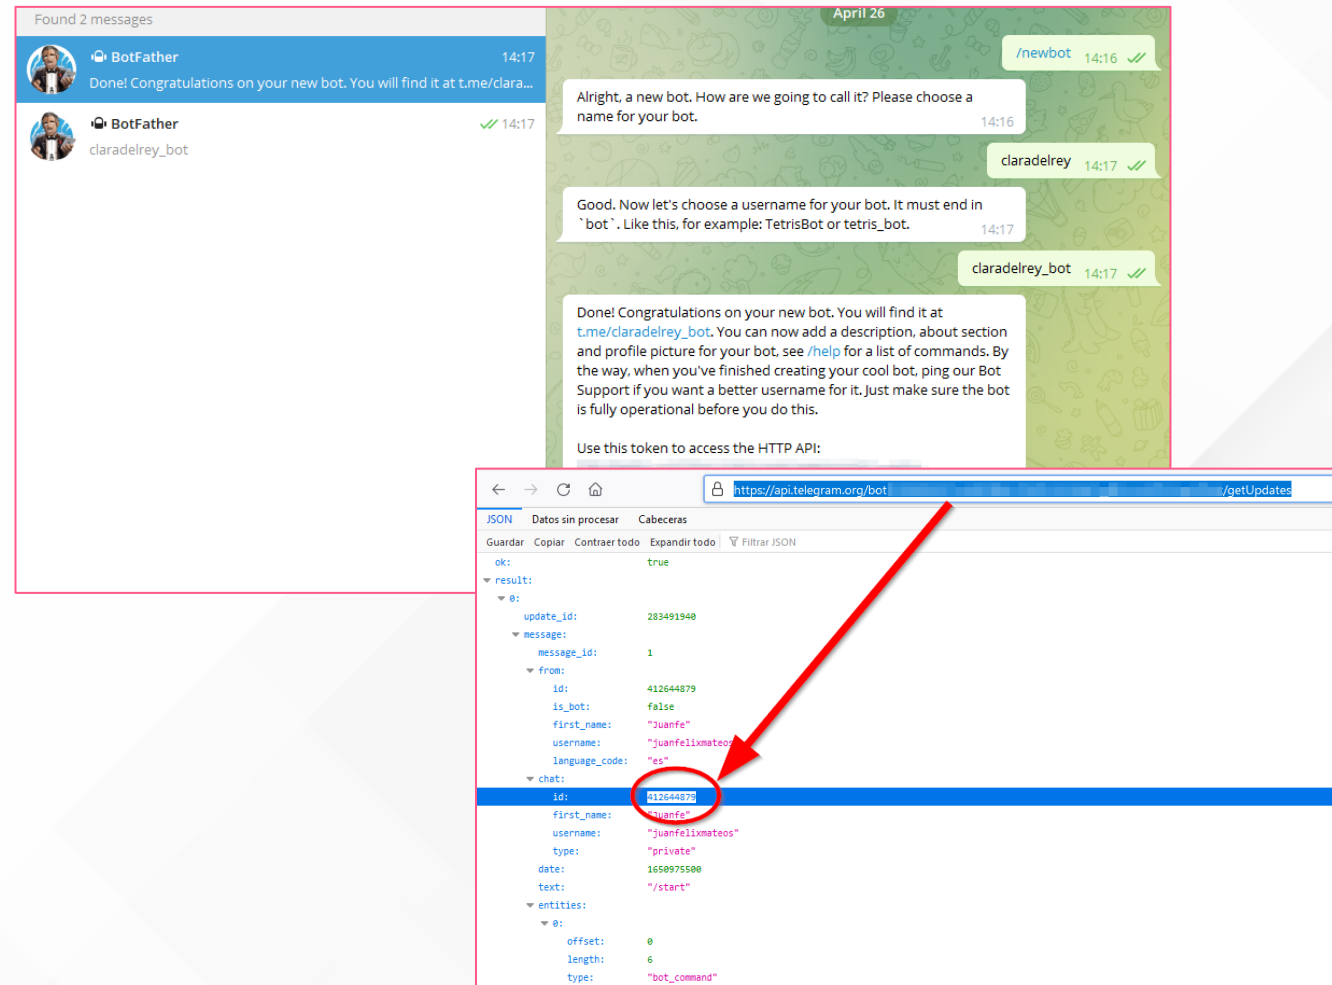 Found 2 messages
BotFather 14:17
Done! Congratulations on your new bot. You will find it at t.me/clara...
BotFather 14:17
claradelrey_bot
April 26
/newbot 14:16
Alright, a new bot. How are we going to call it? Please choose a
name for your bot. 14:16
claradelrey 14:17
Good. Now let's choose a username for your bot. It must end in
`bot`. Like this, for example: TetrisBot or tetris_bot. 14:17
claradelrey_bot 14:17
Done! Congratulations on your new bot. You will find it at
t.me/claradelrey_bot. You can now add a description, about section
and profile picture for your bot, see /help for a list of commands. By
the way, when you've finished creating your cool bot, ping our Bot
Support if you want a better username for it. Just make sure the bot
is fully operational before you do this.
Use this token to access the HTTP API:
https://api.telegram.org/bot /getUpdates
JSON Datos sin procesar Cabeceras
Guardar Copiar Contraer todo Expandir todo Filtrar JSON
ok: true
result:
0:
update_id: 283491940
message:
message_id: 1
from:
id: 412644879
is_bot: false
first_name: "Juanfe"
username: "juanfelixmateos
language_code: "es"
chat:
id: 412644879
first_name: "Juanfe"
username: "juanfelixmateos"
type: "private"
date: 1650975500
text: "/start"
entities:
0:
offset: 0
length: 6
type: "bot_command"